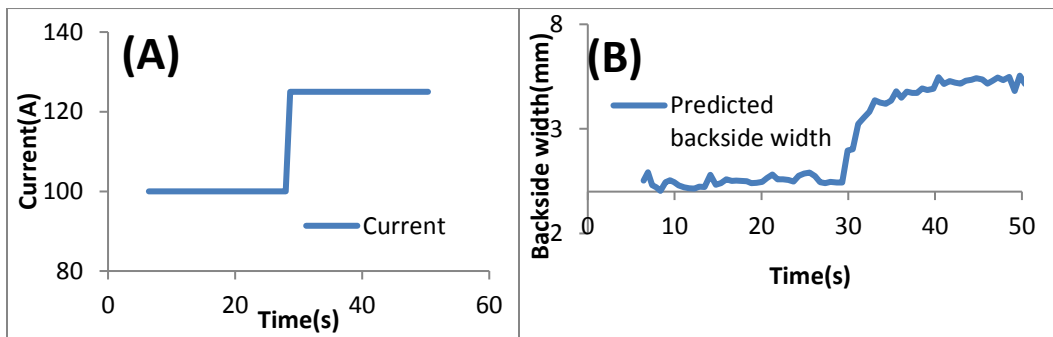 (A)
140
120
100
80
Current(A)
Current
0
20
40
60
Time(s)
(B)
8
3
2
Backside width(mm)
Predicted
backside width
0
10
20
30
40
50
Time(s)